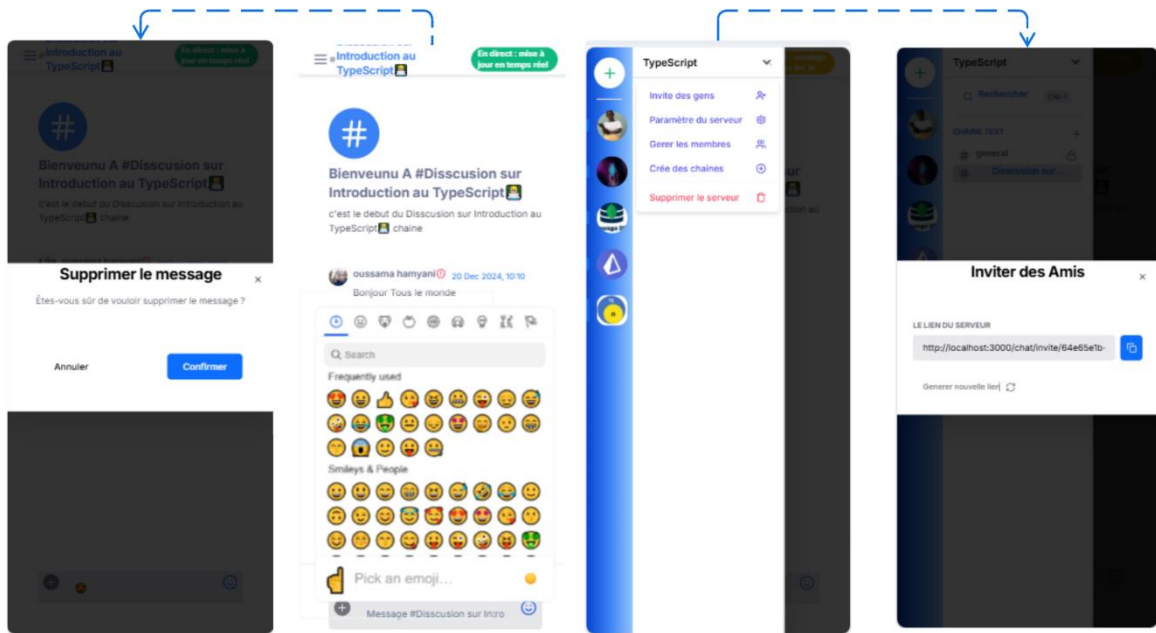 Introduction au
TypeScript
En direct : mise à
jour en temps réel
Bienveunu A #Disscusion sur
Introduction au TypeScript
c'est le debut du Disscusion sur Introduction au
TypeScript chaine
Supprimer le message
×
Êtes-vous sûr de vouloir supprimer le message ?
Annuler
Confirmer
Introduction au
TypeScript
En direct : mise à
jour en temps réel
#
Bienveunu A #Disscusion sur
Introduction au TypeScript
c'est le debut du Disscusion sur Introduction au
TypeScript chaine
oussama hamyani 20 Dec 2024, 10:10
Bonjour Tous le monde
Search
Frequently used
Smileys & People
Pick an emoji...
Message #Disscusion sur Intro
TypeScript
Invite des gens
Paramètre du serveur
Gerer les membres
Crée des chaines
Supprimer le serveur
TypeScript
Rechercher
CHAINE TEXT
+
# general
# Disscusion sur ...
Inviter des Amis
×
LE LIEN DU SERVEUR
http://localhost:3000/chat/invite/64e65e1b-
Generer nouvelle lien